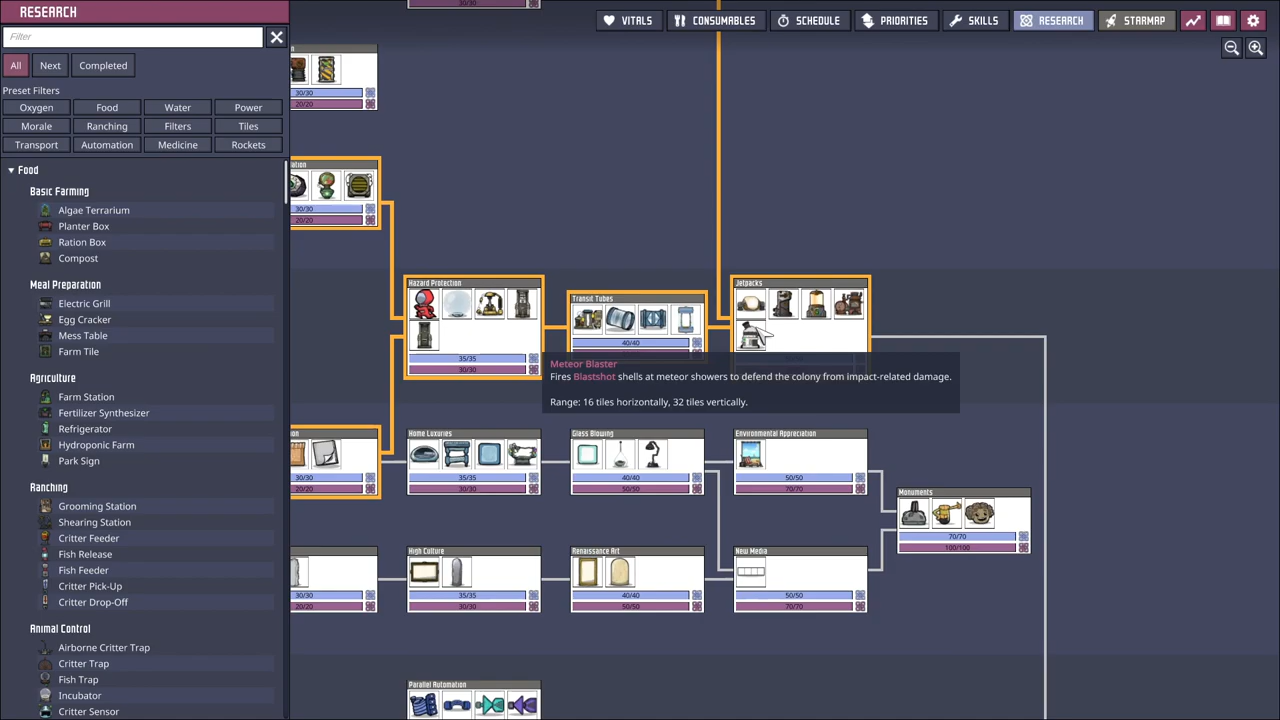 RESEARCH
VITALS
CONSUMABLES
SCHEDULE
PRIORITIES
SKILLS
RESEARCH
STARMAP
Filter
All
Next
Completed
Preset Filters
Oxygen
Food
Water
Power
Morale
Ranching
Filters
Tiles
Transport
Automation
Medicine
Rockets
Food
Basic Farming
Algae Terrarium
Planter Box
Ration Box
Compost
Meal Preparation
Electric Grill
Egg Cracker
Mess Table
Farm Tile
Agriculture
Farm Station
Fertilizer Synthesizer
Refrigerator
Hydroponic Farm
Park Sign
Ranching
Grooming Station
Shearing Station
Critter Feeder
Fish Release
Fish Feeder
Critter Pick-Up
Critter Drop-Off
Animal Control
Airborne Critter Trap
Critter Trap
Fish Trap
Incubator
Critter Sensor
30/30
30/30
20/20
30/30
20/20
Hazard Protection
35/35
30/30
Transit Tubes
40/40
Jetpacks
Meteor Blaster
Fires Blastshot shells at meteor showers to defend the colony from impact-related damage.
Range: 16 tiles horizontally, 32 tiles vertically.
30/30
20/20
Home Luxuries
35/35
30/30
Glass Blowing
40/40
50/50
Environmental Appreciation
50/50
70/70
Monuments
70/70
100/100
30/30
20/20
High Culture
35/35
30/30
Renaissance Art
40/40
50/50
New Media
50/50
70/70
Parallel Automation